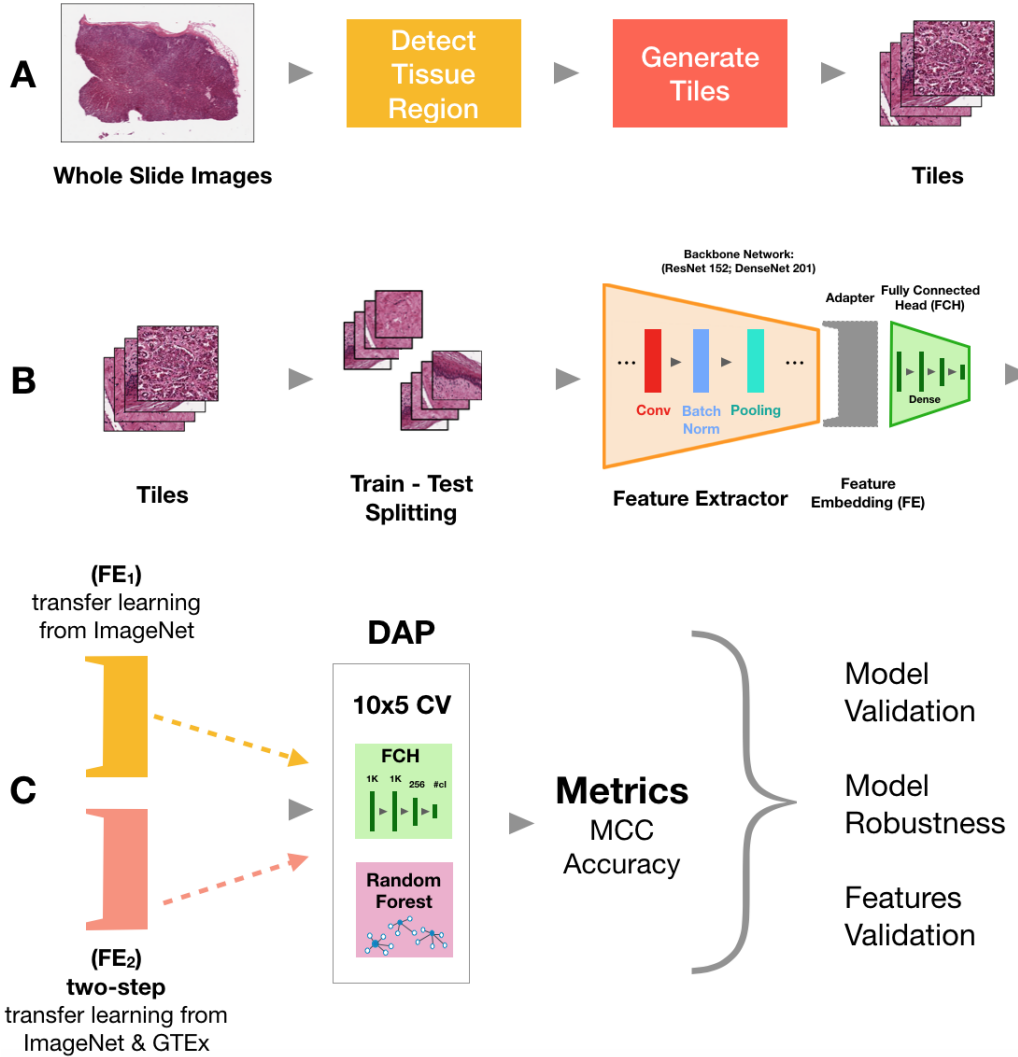 A
Detect
Tissue
Region
Generate
Tiles
Whole Slide Images
Tiles
B
Backbone Network:
(ResNet 152; DenseNet 201)
Adapter
Fully Connected
Head (FCH)
...
...
Conv
Batch
Norm
Pooling
Dense
Tiles
Train - Test
Splitting
Feature Extractor
Feature
Embedding (FE)
C
(FE₁)
transfer learning
from ImageNet
(FE₂)
two-step
transfer learning from
ImageNet & GTEx
DAP
10x5 CV
FCH
1K 1K 256 #cl
Random
Forest
Metrics
MCC
Accuracy
Model
Validation
Model
Robustness
Features
Validation